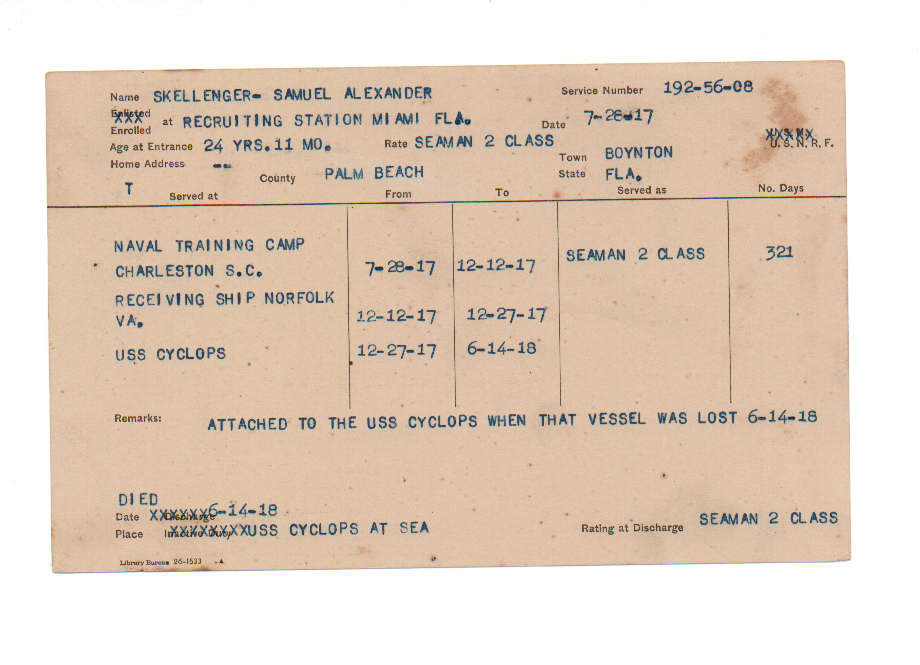 Name SKELLENGER- SAMUEL ALEXANDER Service Number 192-56-08
Enlisted
Enrolled at RECRUITING STATION MIAMI FLA. Date 7-28-17
Age at Entrance 24 YRS.11 MO. Rate SEAMAN 2 CLASS U.S.N.R.F.
Home Address -- Town BOYNTON
T County PALM BEACH State FLA.
Served at From To Served as No. Days
NAVAL TRAINING CAMP
CHARLESTON S.C. 7-28-17 12-12-17 SEAMAN 2 CLASS 321
RECEIVING SHIP NORFOLK
VA. 12-12-17 12-27-17
USS CYCLOPS 12-27-17 6-14-18
Remarks: ATTACHED TO THE USS CYCLOPS WHEN THAT VESSEL WAS LOST 6-14-18
DIED
Date XXXXXX6-14-18
Place Inactive Duty USS CYCLOPS AT SEA Rating at Discharge SEAMAN 2 CLASS
Library Bureau 26-1533